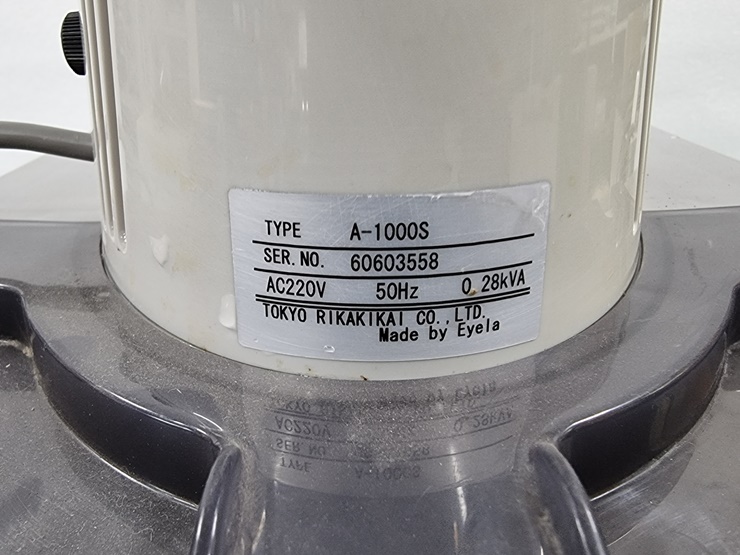 TYPE A-1000S
SER.NO. 60603558
AC220V 50Hz 0.28kVA
TOKYO RIKAKIKAI CO.,LTD.
Made by Eyela